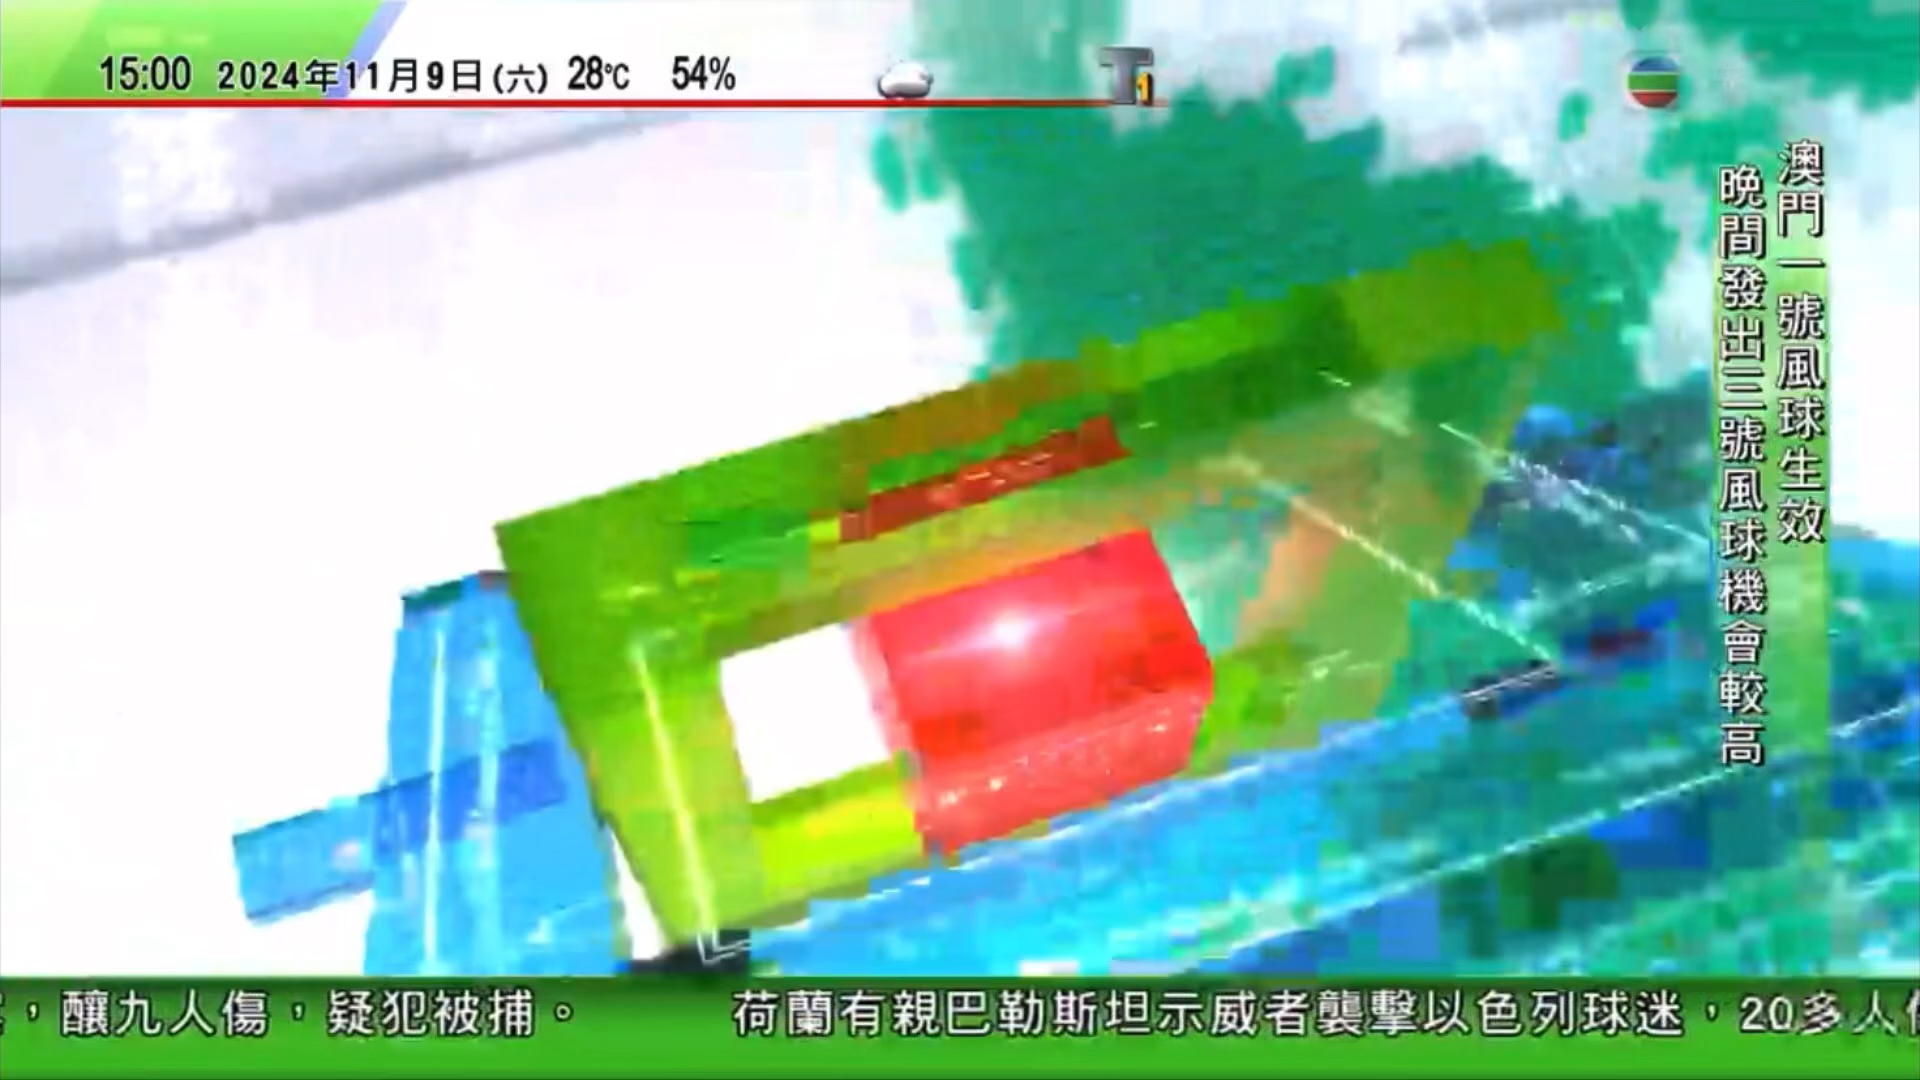 15:00 2024年11月9日(六) 28℃ 54%
T1
澳門一號風球生效
晚間發出三號風球機會較高
，釀九人傷，疑犯被捕。 荷蘭有親巴勒斯坦示威者襲擊以色列球迷，20多人